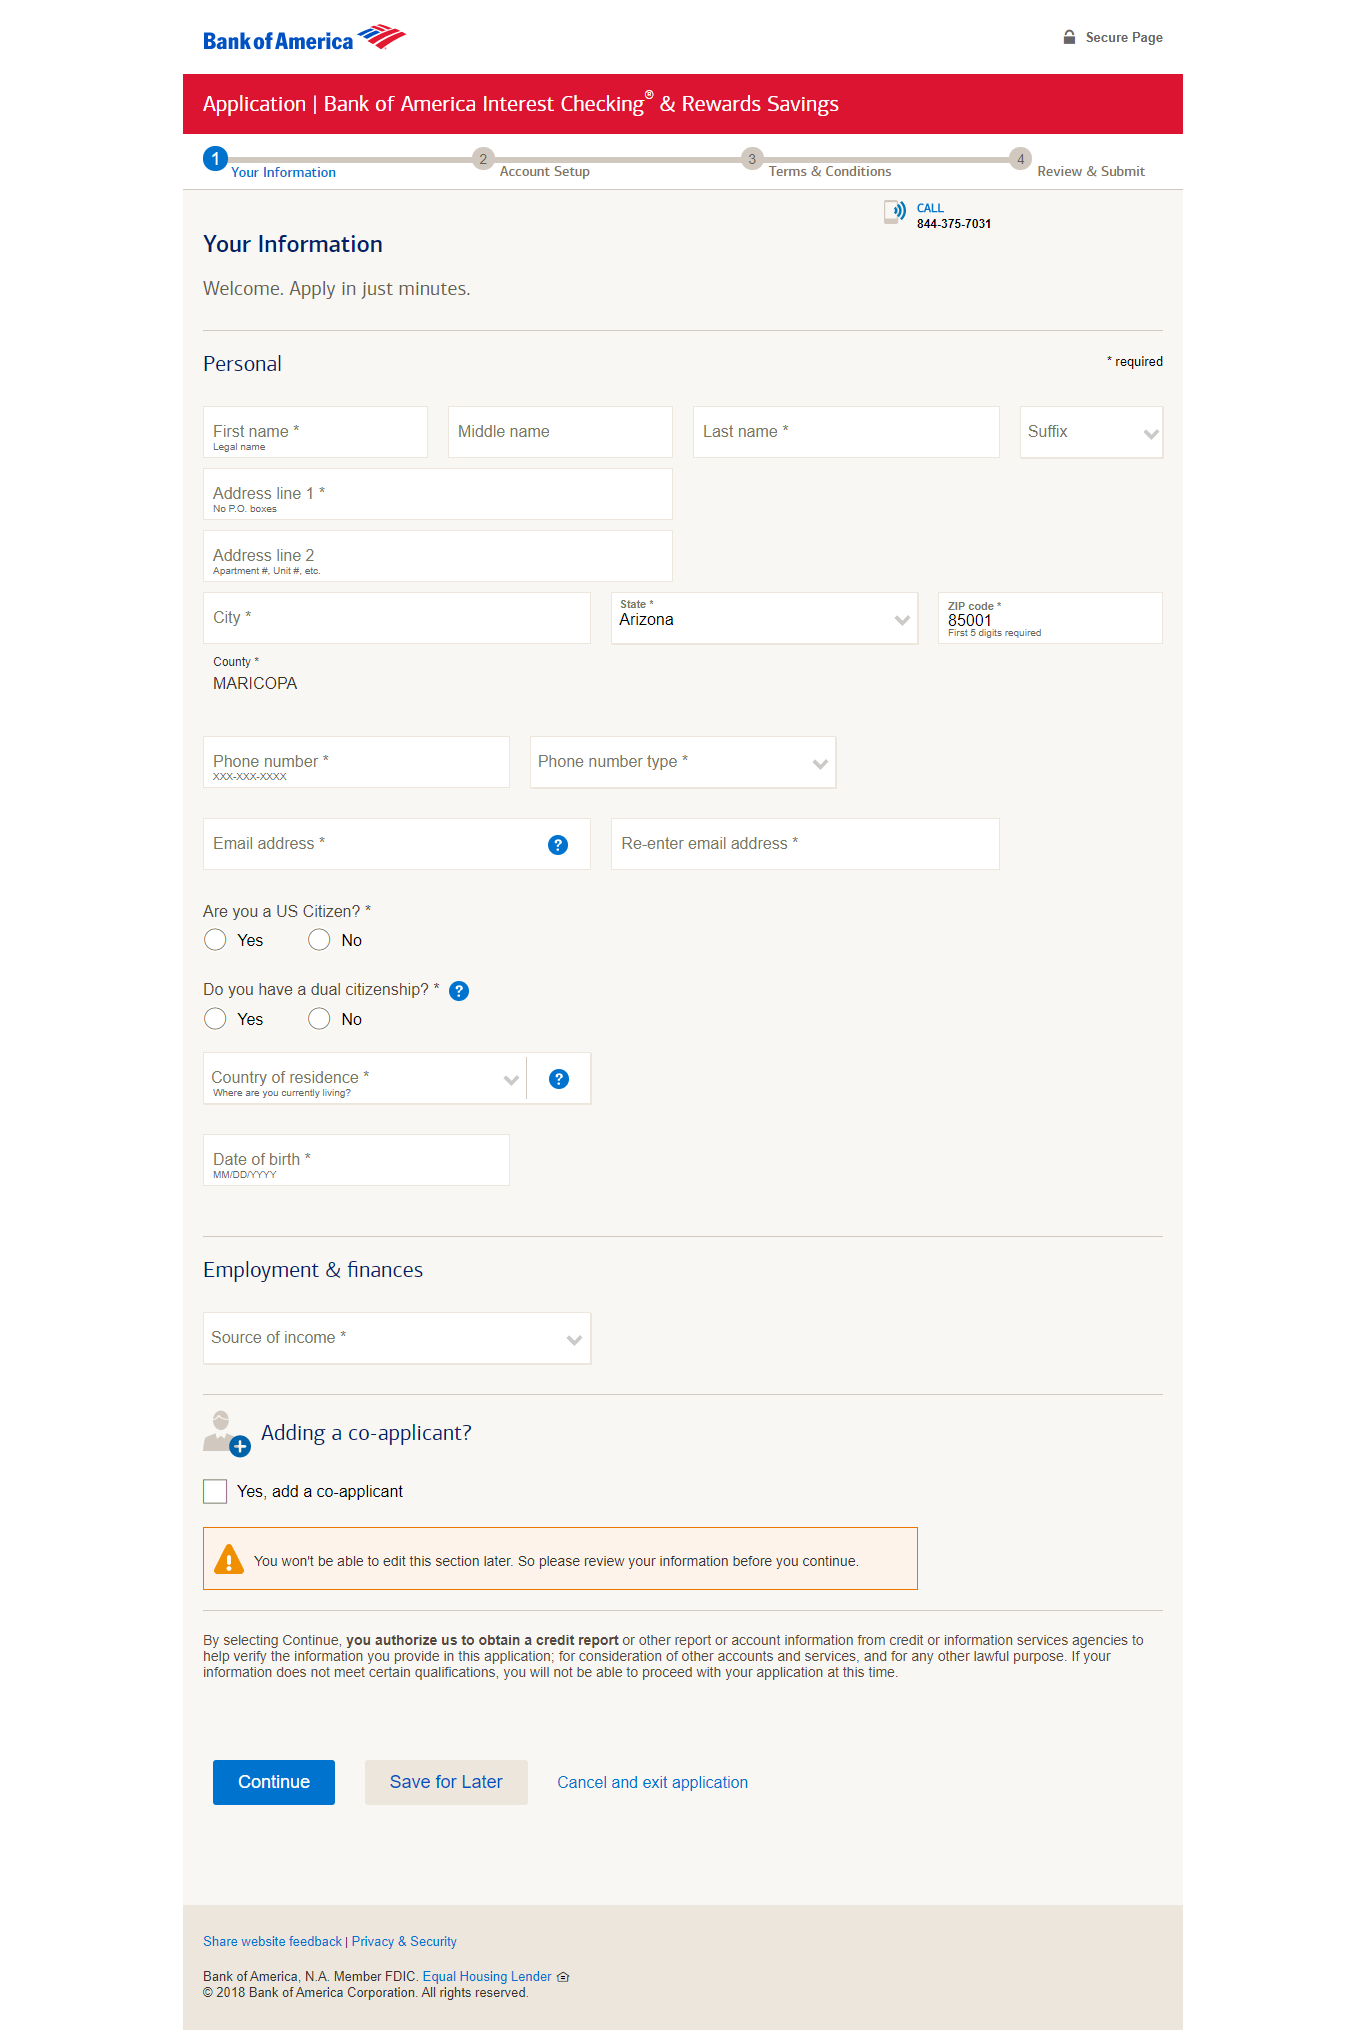 Bank of America
Secure Page
Application | Bank of America Interest Checking® & Rewards Savings
1 Your Information 2 Account Setup 3 Terms & Conditions 4 Review & Submit
CALL
844-375-7031
Your Information
Welcome. Apply in just minutes.
Personal
* required
First name *
Legal name
Middle name
Last name *
Suffix
Address line 1 *
No P.O. boxes
Address line 2
Apartment #, Unit #, etc.
City *
State *
Arizona
ZIP code *
85001
First 5 digits required
County *
MARICOPA
Phone number *
XXX-XXX-XXXX
Phone number type *
Email address *
?
Re-enter email address *
Are you a US Citizen? *
Yes No
Do you have a dual citizenship? * ?
Yes No
Country of residence *
Where are you currently living?
?
Date of birth *
MM/DD/YYYY
Employment & finances
Source of income *
Adding a co-applicant?
Yes, add a co-applicant
You won't be able to edit this section later. So please review your information before you continue.
By selecting Continue, you authorize us to obtain a credit report or other report or account information from credit or information services agencies to
help verify the information you provide in this application; for consideration of other accounts and services, and for any other lawful purpose. If your
information does not meet certain qualifications, you will not be able to proceed with your application at this time.
Continue Save for Later Cancel and exit application
Share website feedback | Privacy & Security
Bank of America, N.A. Member FDIC. Equal Housing Lender
© 2018 Bank of America Corporation. All rights reserved.